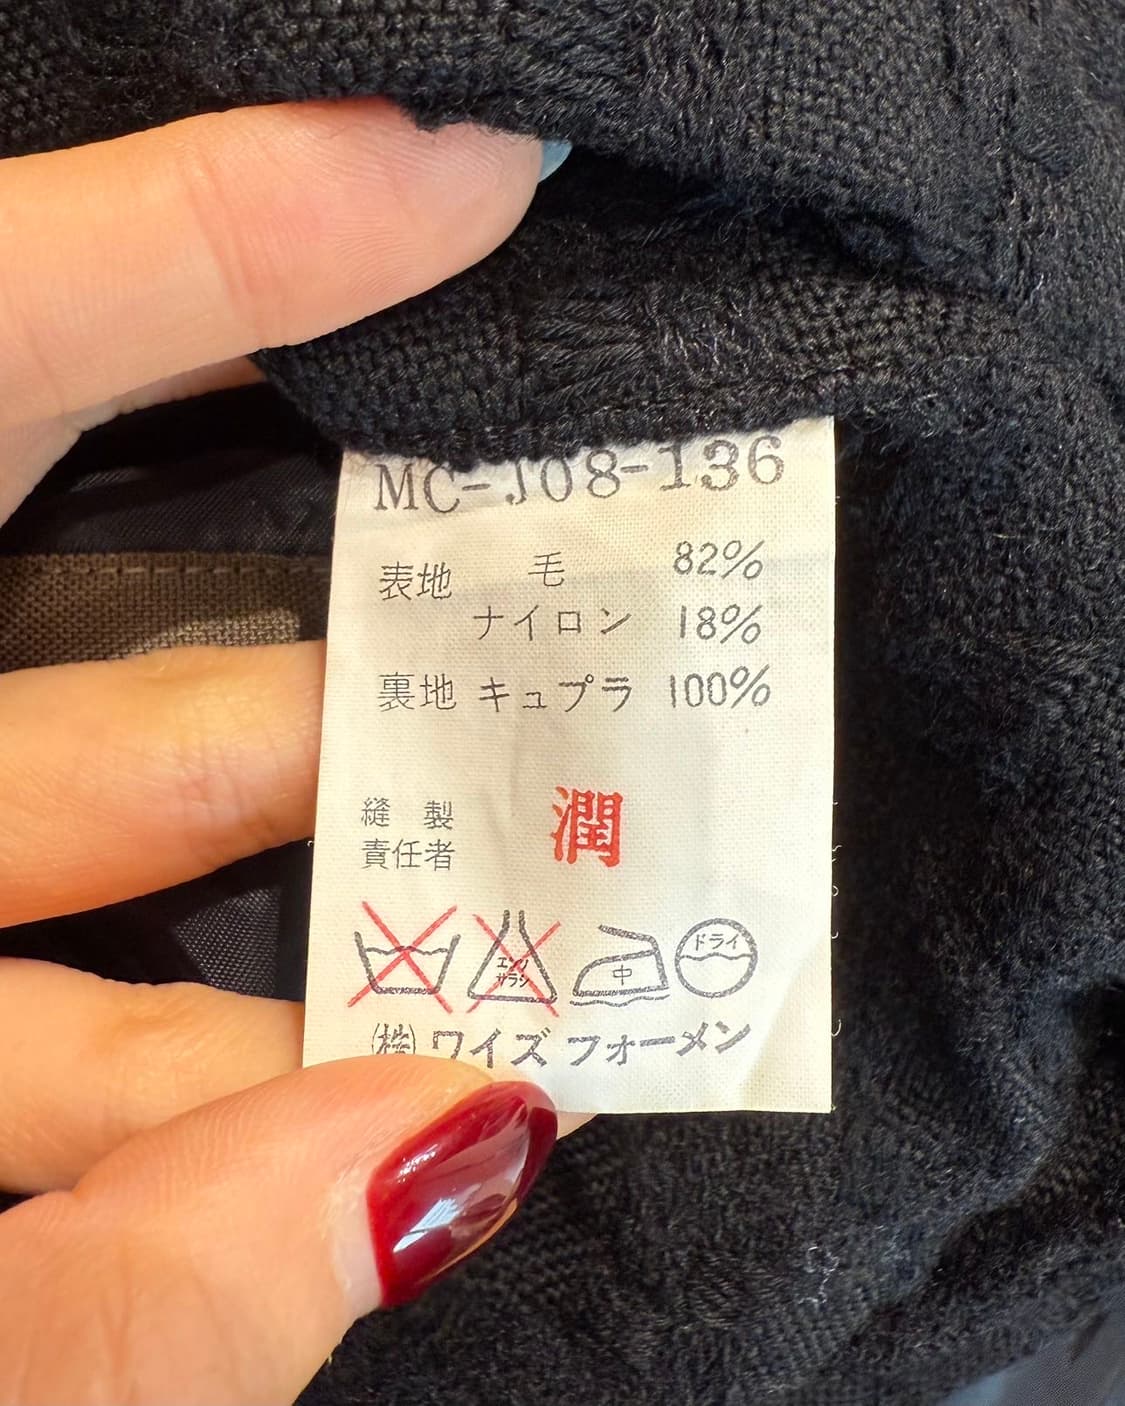 MC-J08-136
表地 毛 82%
ナイロン 18%
裏地 キュプラ 100%
縫製 潤
責任者
エンソ
サラシ
中
ドライ
㈱ ワイズ フォーメン